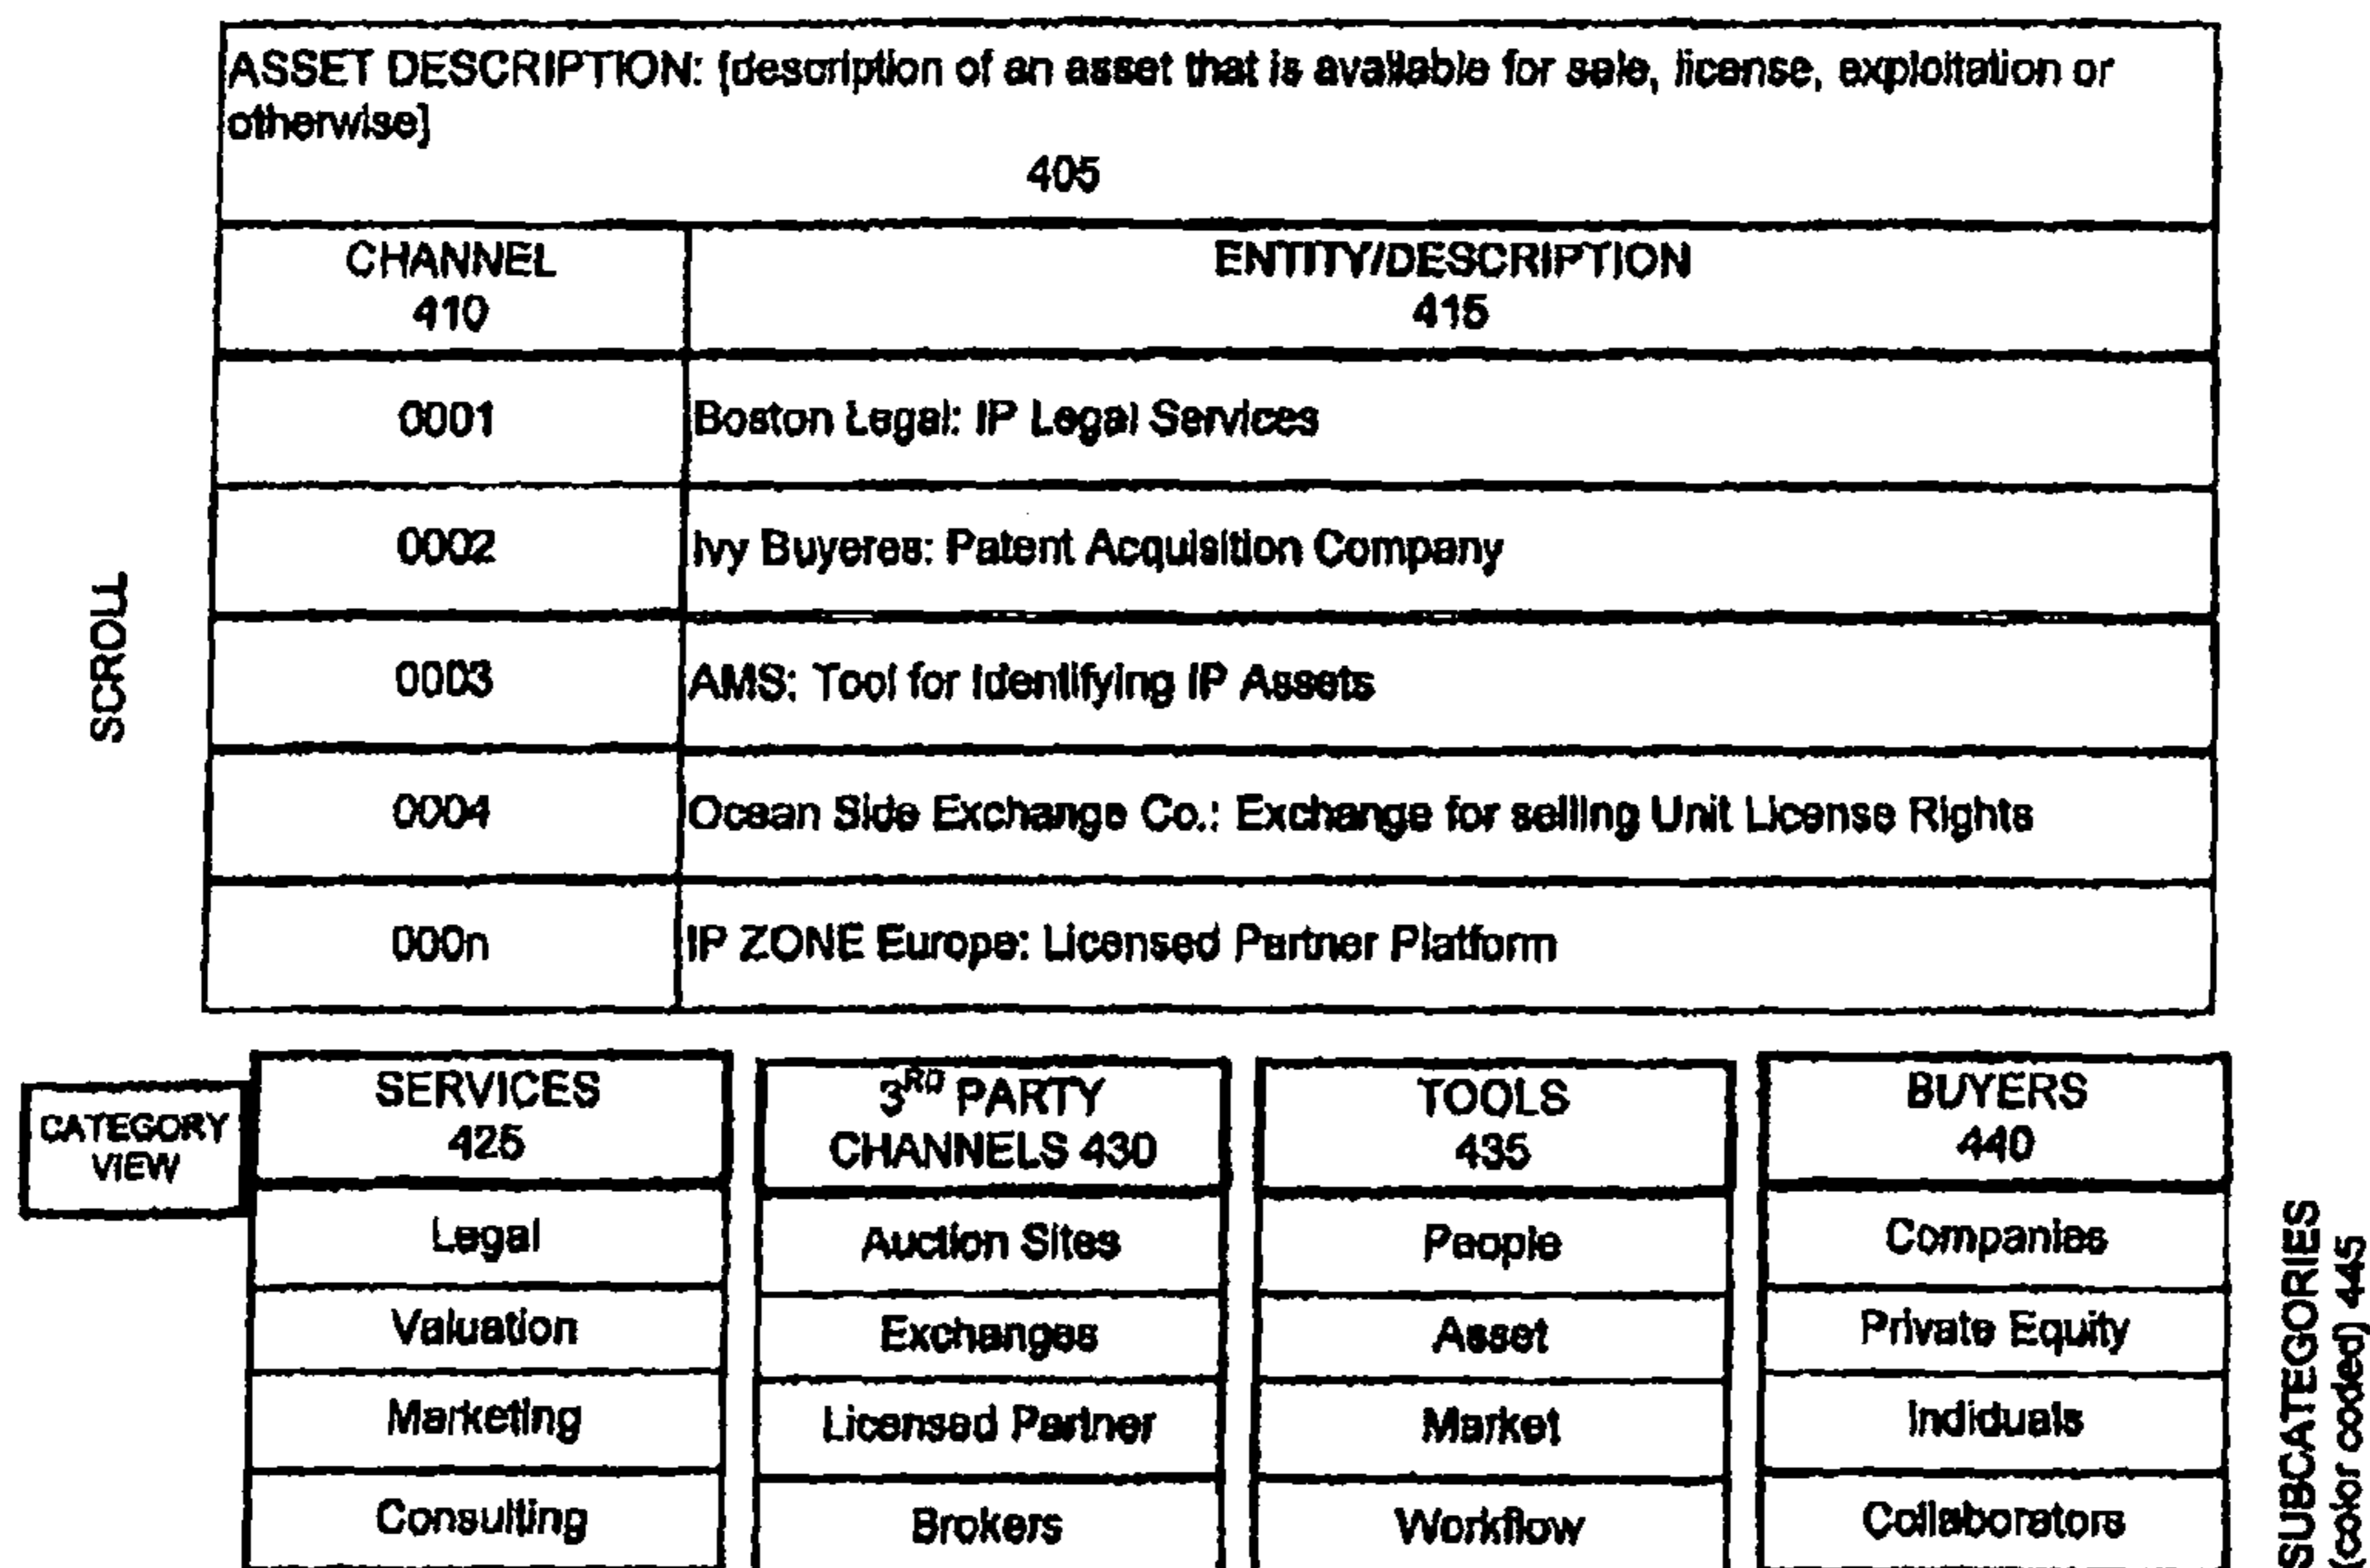 ASSET DESCRIPTION: [description of an asset that is available for sale, license, exploitation or
otherwise]
405
CHANNEL
410
ENTITY/DESCRIPTION
415
0001
Boston Legal: IP Legal Services
0002
Ivy Buyeres: Patent Acquisition Company
0003
AMS: Tool for Identifying IP Assets
0004
Ocean Side Exchange Co.: Exchange for selling Unit License Rights
000n
IP ZONE Europe: Licensed Partner Platform
SCROLL
CATEGORY
VIEW
SERVICES
425
Legal
Valuation
Marketing
Consulting
3RD PARTY
CHANNELS 430
Auction Sites
Exchanges
Licensed Partner
Brokers
TOOLS
435
People
Asset
Market
Workflow
BUYERS
440
Companies
Private Equity
Indiduals
Collaborators
SUBCATEGORIES
(color coded) 445